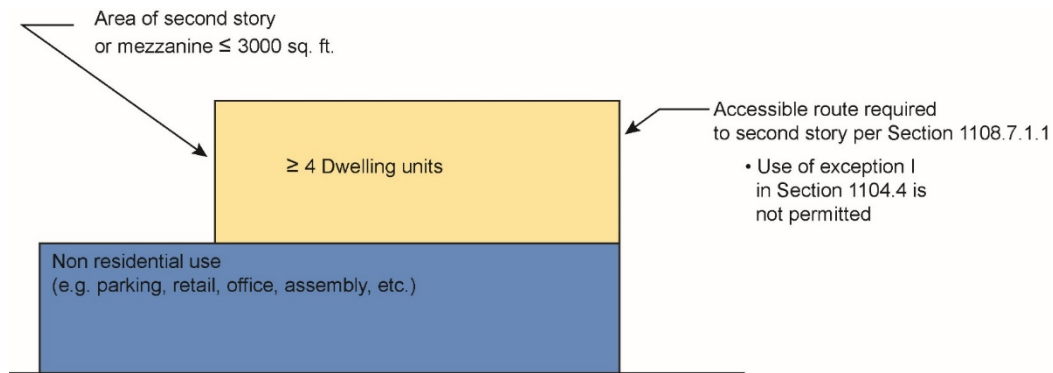 Area of second story
or mezzanine ≤ 3000 sq. ft.
Accessible route required
to second story per Section 1108.7.1.1
• Use of exception I
in Section 1104.4 is
not permitted
≥ 4 Dwelling units
Non residential use
(e.g. parking, retail, office, assembly, etc.)